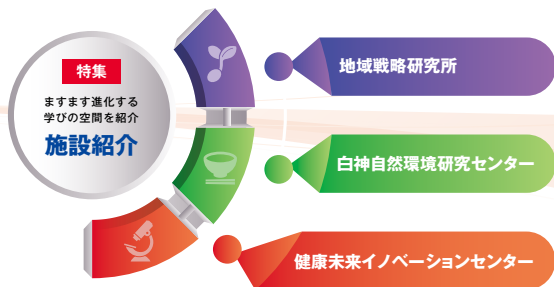 特集
ますます進化する
学びの空間を紹介
施設紹介
地域戦略研究所
白神自然環境研究センター
健康未来イノベーションセンター